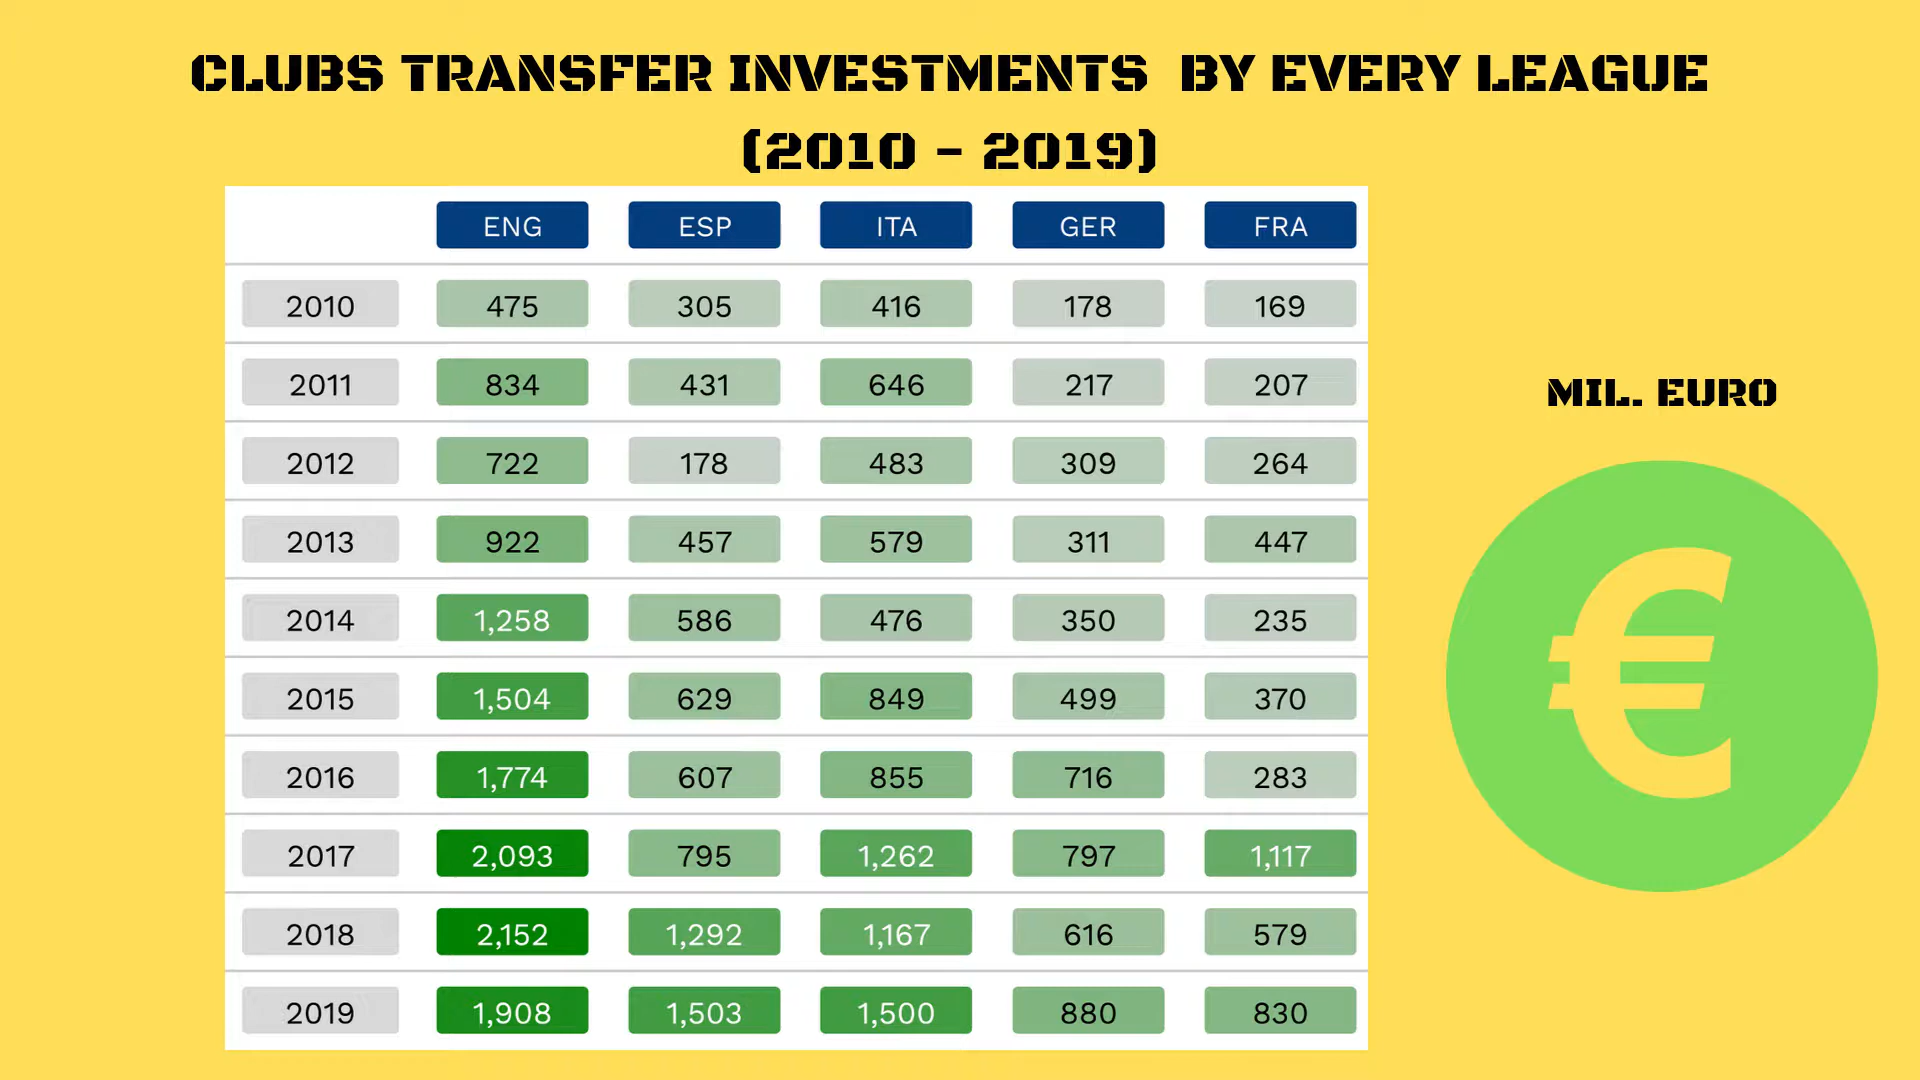 CLUBS TRANSFER INVESTMENTS BY EVERY LEAGUE
(2010 - 2019)
ENG ESP ITA GER FRA
2010 475 305 416 178 169
2011 834 431 646 217 207
MIL. EURO
2012 722 178 483 309 264
2013 922 457 579 311 447
2014 1,258 586 476 350 235
2015 1,504 629 849 499 370
2016 1,774 607 855 716 283
2017 2,093 795 1,262 797 1,117
2018 2,152 1,292 1,167 616 579
2019 1,908 1,503 1,500 880 830
€